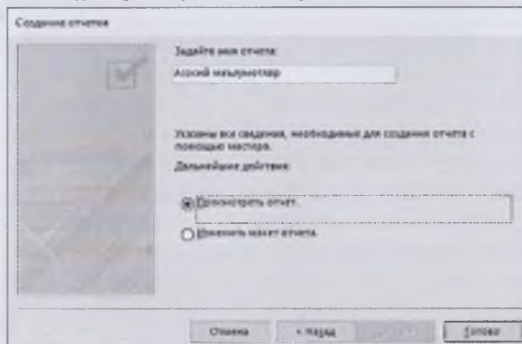 Создание отчетов
Задайте имя отчета:
Асосий маълумотлар
Указаны все сведения, необходимые для создания отчета с
помощью мастера.
Дальнейшие действия:
Просмотреть отчет.
Изменить макет отчета.
Отмена
< Назад
Готово